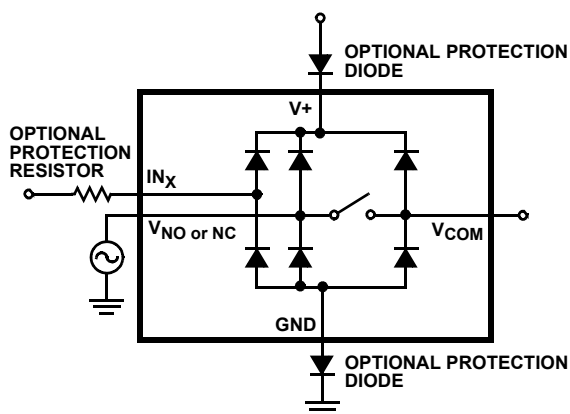 OPTIONAL PROTECTION
DIODE
V+
OPTIONAL
PROTECTION
RESISTOR
INX
VNO or NC
VCOM
GND
OPTIONAL PROTECTION
DIODE